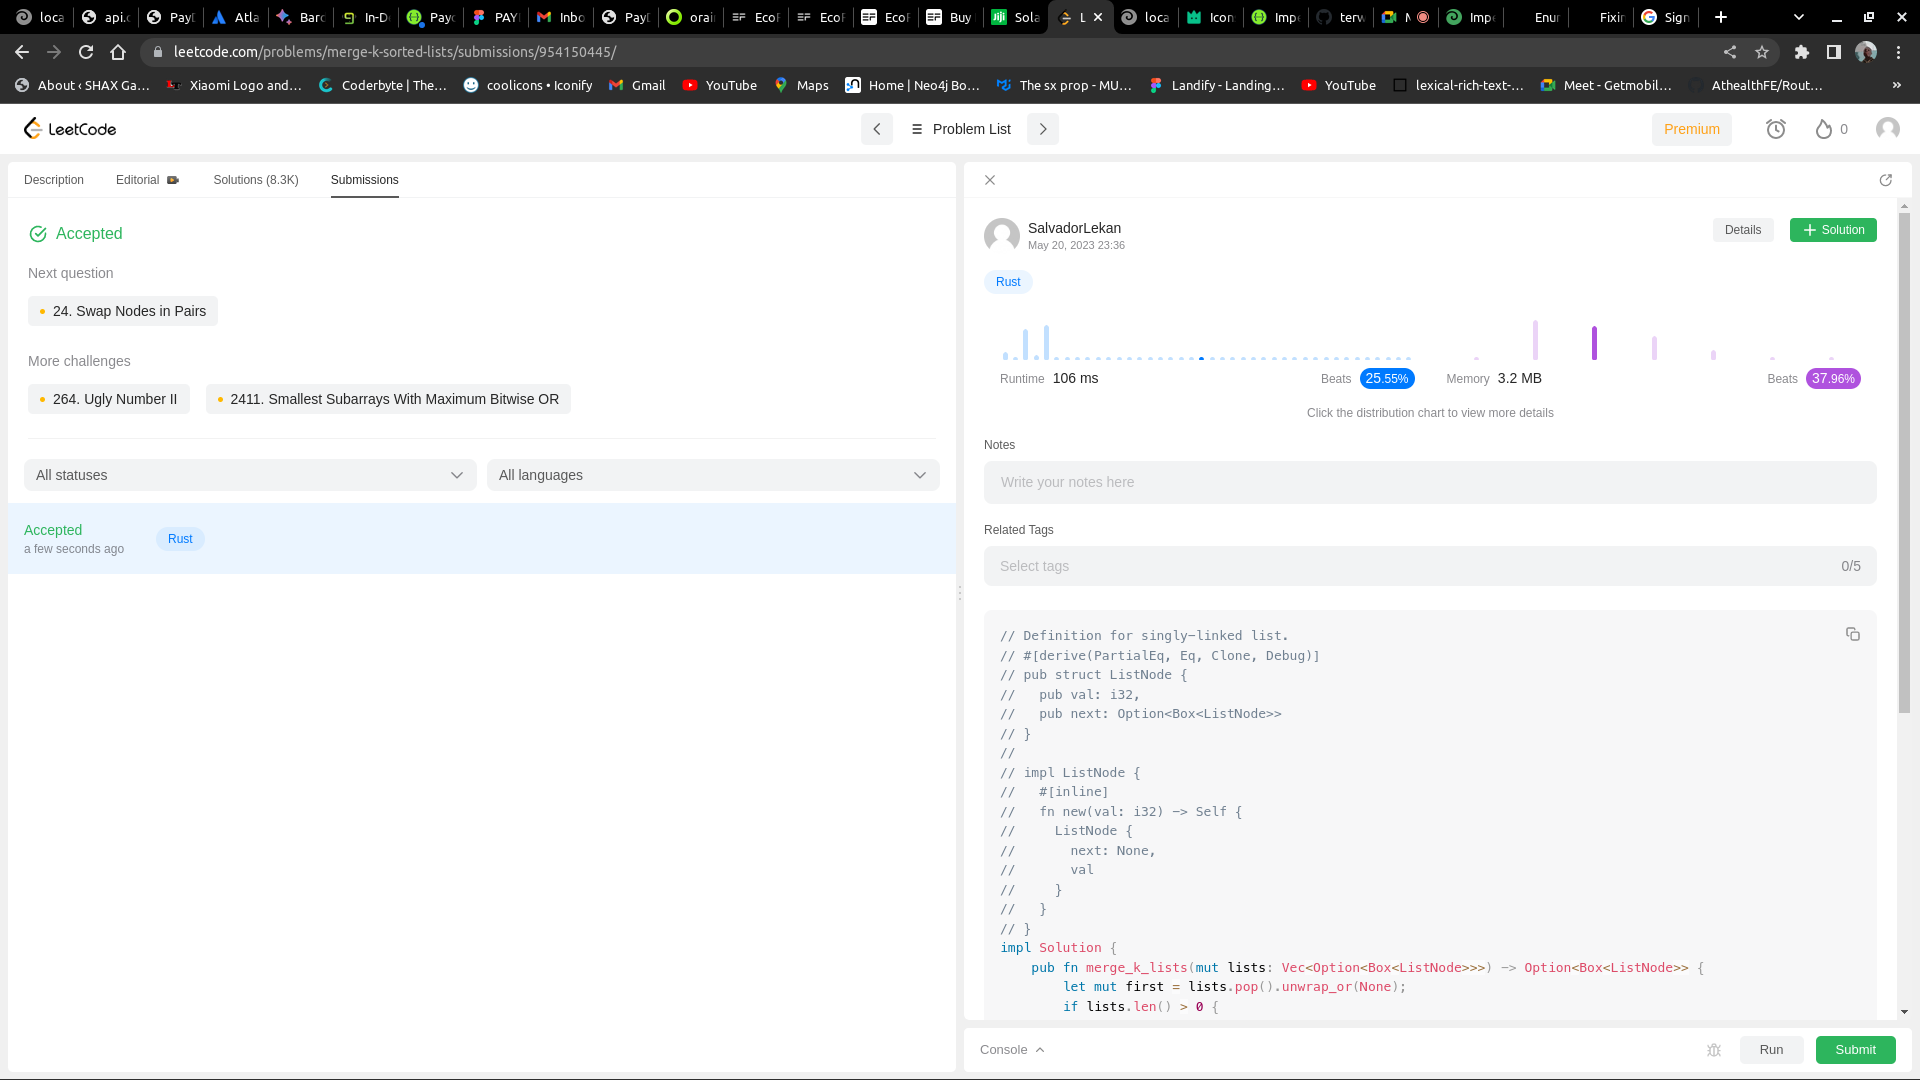 loca
api.c
PayD
Atla
Bard
In-De
Payd
PAY
Inbo
PayD
orain
EcoF
EcoF
EcoF
Buy
Sola
L
loca
Icon
Impe
terw
M
Impe
Enur
Fixin
Sign
leetcode.com/problems/merge-k-sorted-lists/submissions/954150445/
About ‹ SHAX Ga…
Xiaomi Logo and…
Coderbyte | The…
coolicons • Iconify
Gmail
YouTube
Maps
Home | Neo4j Bo…
The sx prop - MU…
Landify - Landing…
YouTube
lexical-rich-text-…
Meet - Getmobil…
AthealthFE/Rout…
»
LeetCode
Problem List
Premium
0
Description
Editorial
Solutions (8.3K)
Submissions
Accepted
Next question
24. Swap Nodes in Pairs
More challenges
264. Ugly Number II
2411. Smallest Subarrays With Maximum Bitwise OR
All statuses
All languages
Accepted
a few seconds ago
Rust
SalvadorLekan
May 20, 2023 23:36
Details
Solution
Rust
Runtime 106 ms
Beats 25.55%
Memory 3.2 MB
Beats 37.96%
Click the distribution chart to view more details
Notes
Write your notes here
Related Tags
Select tags
0/5
// Definition for singly-linked list.
// #[derive(PartialEq, Eq, Clone, Debug)]
// pub struct ListNode {
//   pub val: i32,
//   pub next: Option<Box<ListNode>>
// }
//
// impl ListNode {
//   #[inline]
//   fn new(val: i32) -> Self {
//     ListNode {
//       next: None,
//       val
//     }
//   }
// }
impl Solution {
    pub fn merge_k_lists(mut lists: Vec<Option<Box<ListNode>>>) -> Option<Box<ListNode>> {
        let mut first = lists.pop().unwrap_or(None);
        if lists.len() > 0 {
Console
Run
Submit